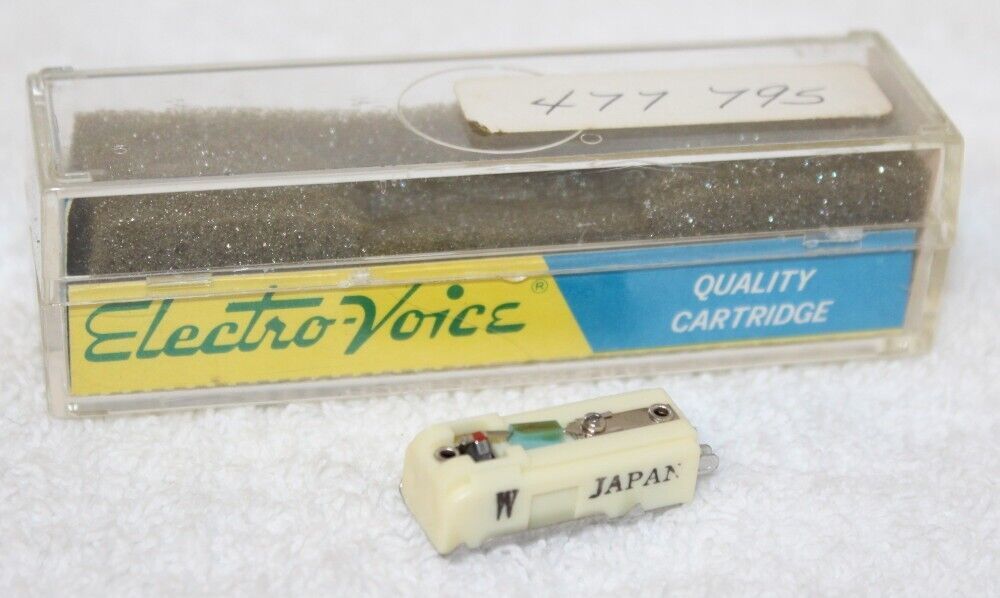 477 795
Electro-Voice®
QUALITY
CARTRIDGE
W JAPAN